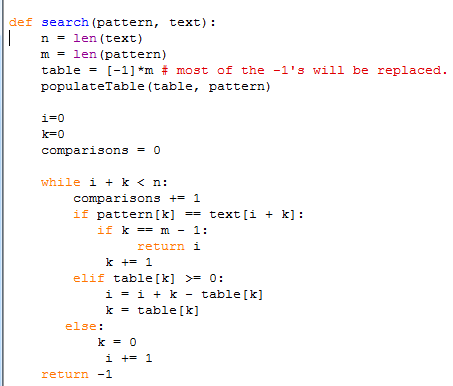 def search(pattern, text):
    n = len(text)
    m = len(pattern)
    table = [-1]*m # most of the -1's will be replaced.
    populateTable(table, pattern)

    i=0
    k=0
    comparisons = 0

    while i + k < n:
        comparisons += 1
        if pattern[k] == text[i + k]:
            if k == m - 1:
                return i
            k += 1
        elif table[k] >= 0:
            i = i + k - table[k]
            k = table[k]
        else:
            k = 0
            i += 1
    return -1